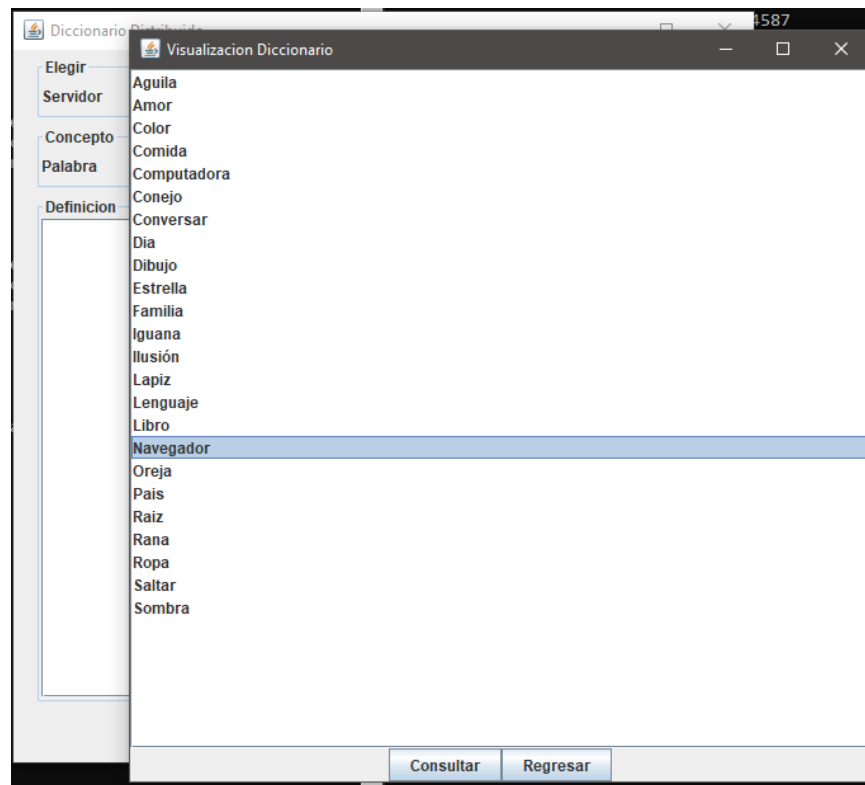 4587
Diccionario Distribuido
Visualizacion Diccionario
Elegir
Servidor
Concepto
Palabra
Definicion
Aguila
Amor
Color
Comida
Computadora
Conejo
Conversar
Dia
Dibujo
Estrella
Familia
Iguana
Ilusión
Lapiz
Lenguaje
Libro
Navegador
Oreja
Pais
Raiz
Rana
Ropa
Saltar
Sombra
Consultar Regresar